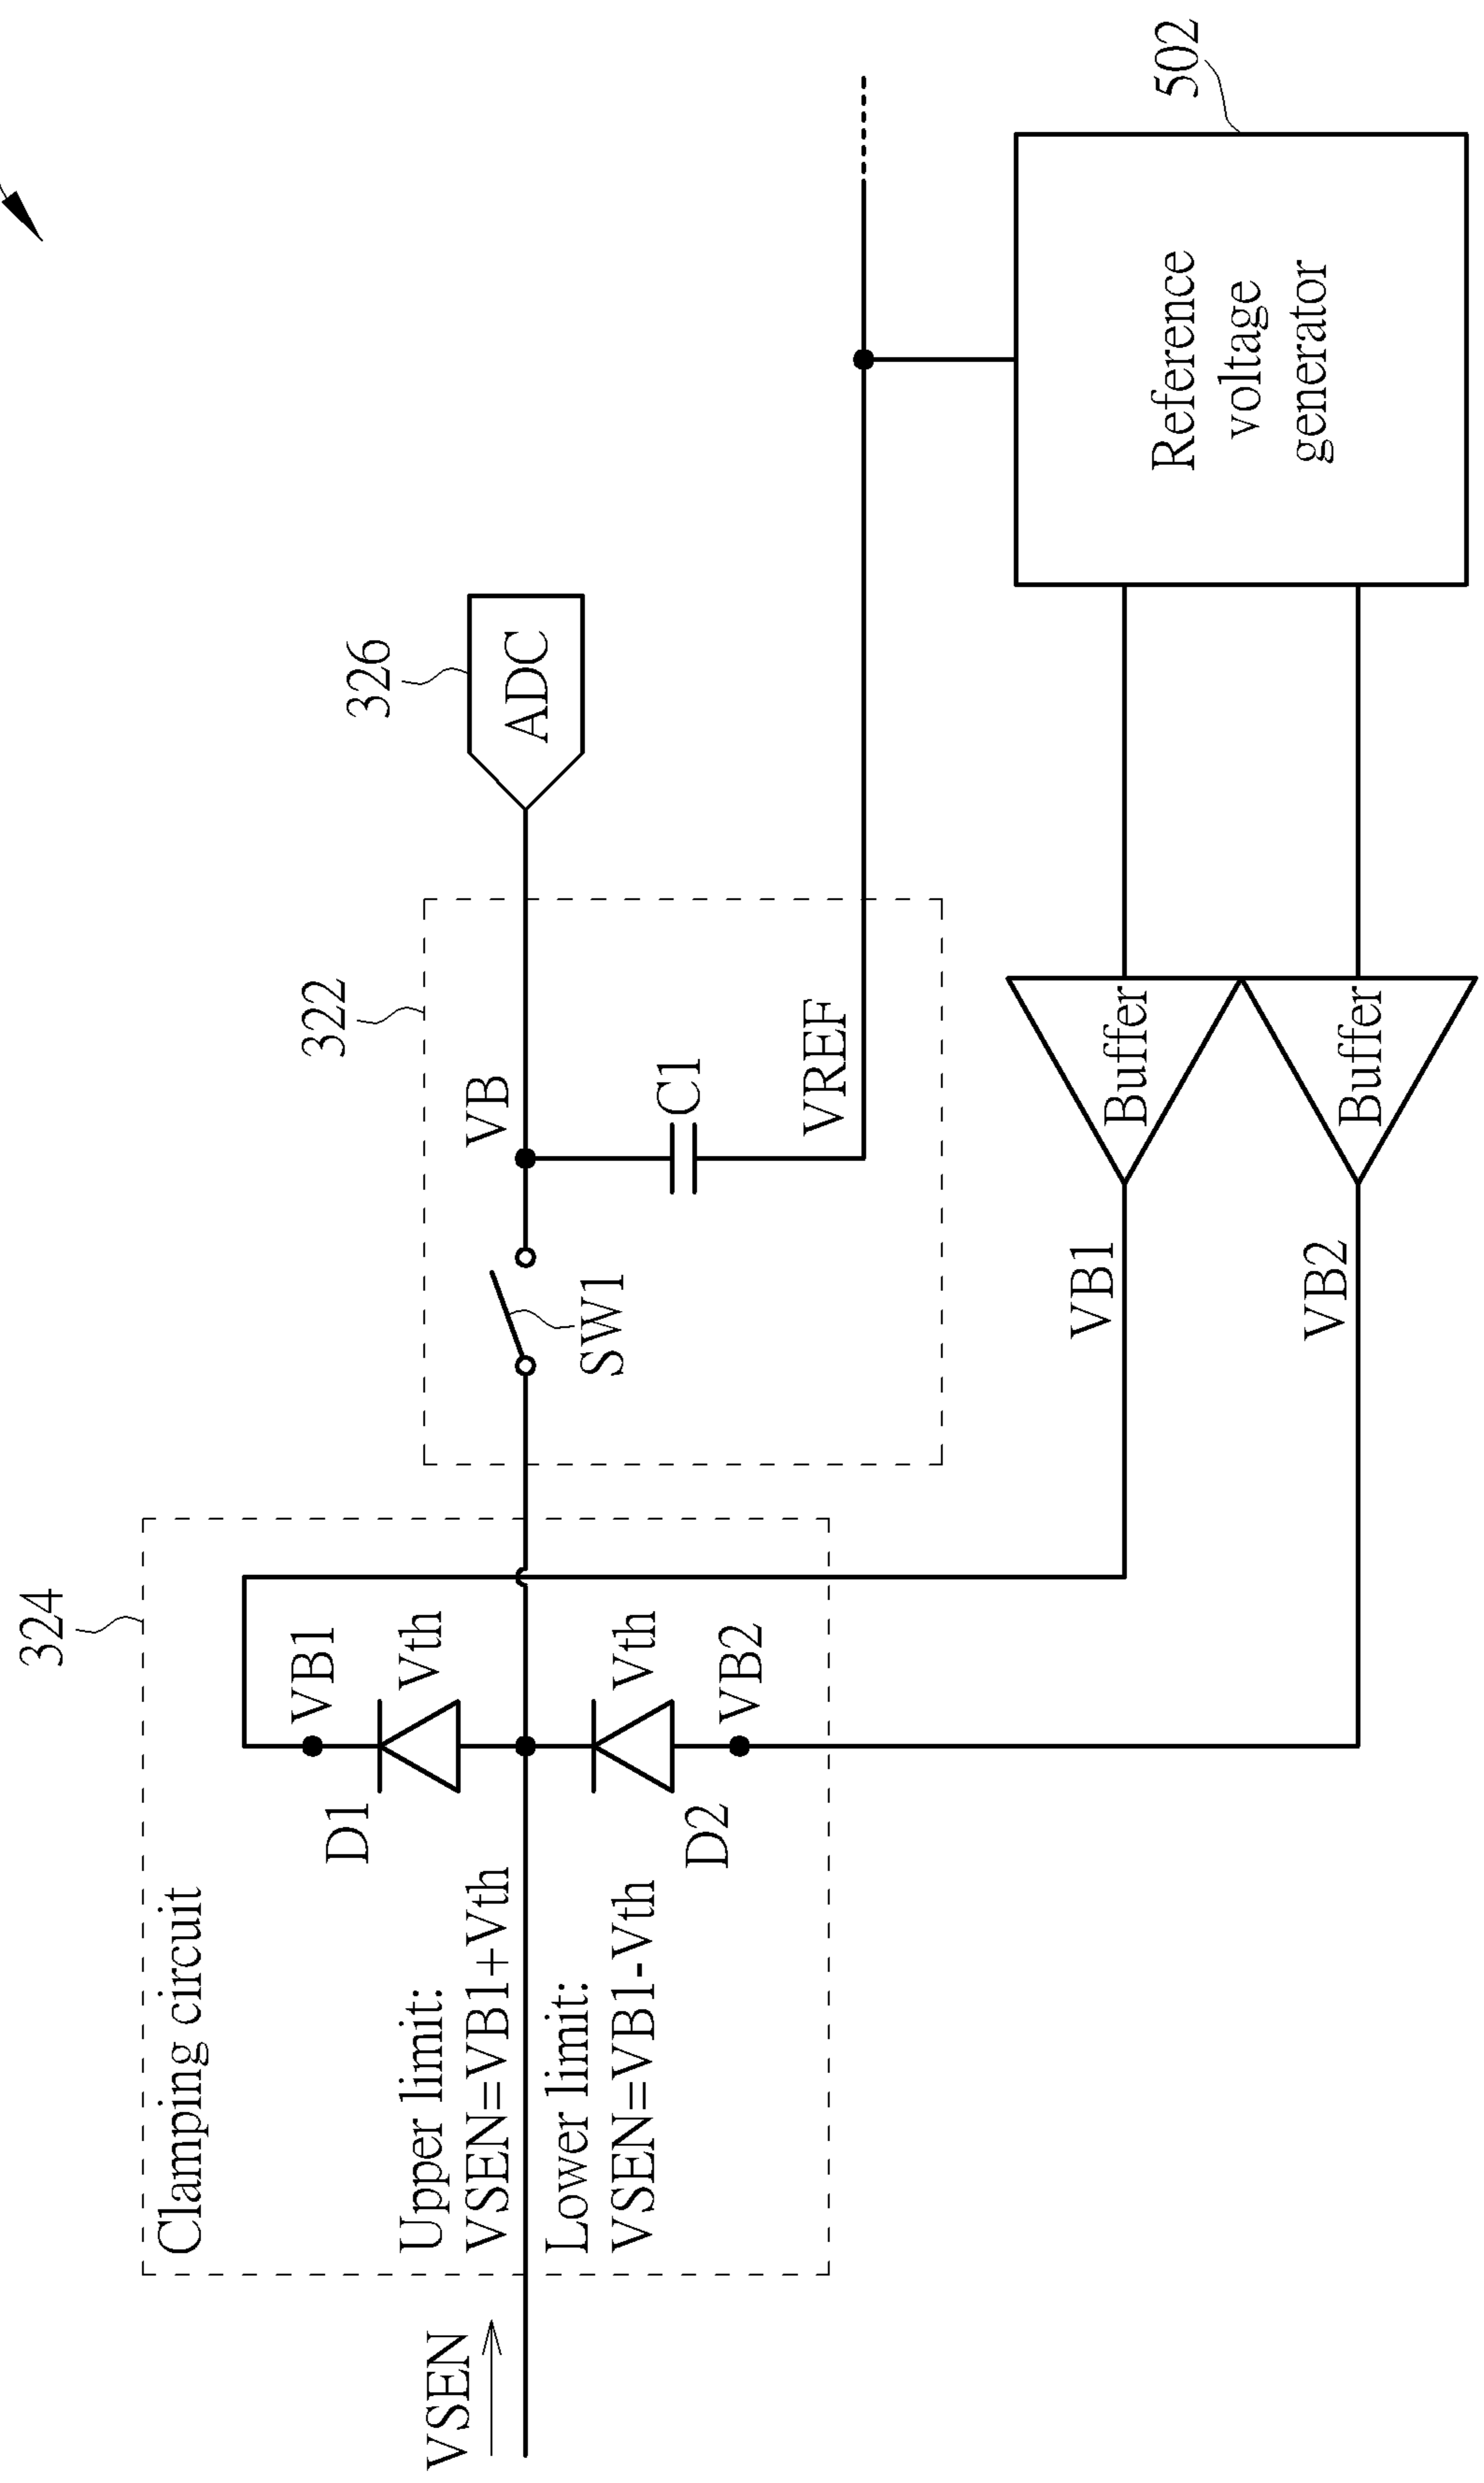 324
Clamping circuit
VB1
D1
Vth
Upper limit:
VSEN=VB1+Vth
VSEN
Lower limit:
VSEN=VB1-Vth
Vth
D2
VB2
322
VB
SW1
C1
VREF
326
ADC
VB1
Buffer
VB2
Buffer
Reference
voltage
generator
502